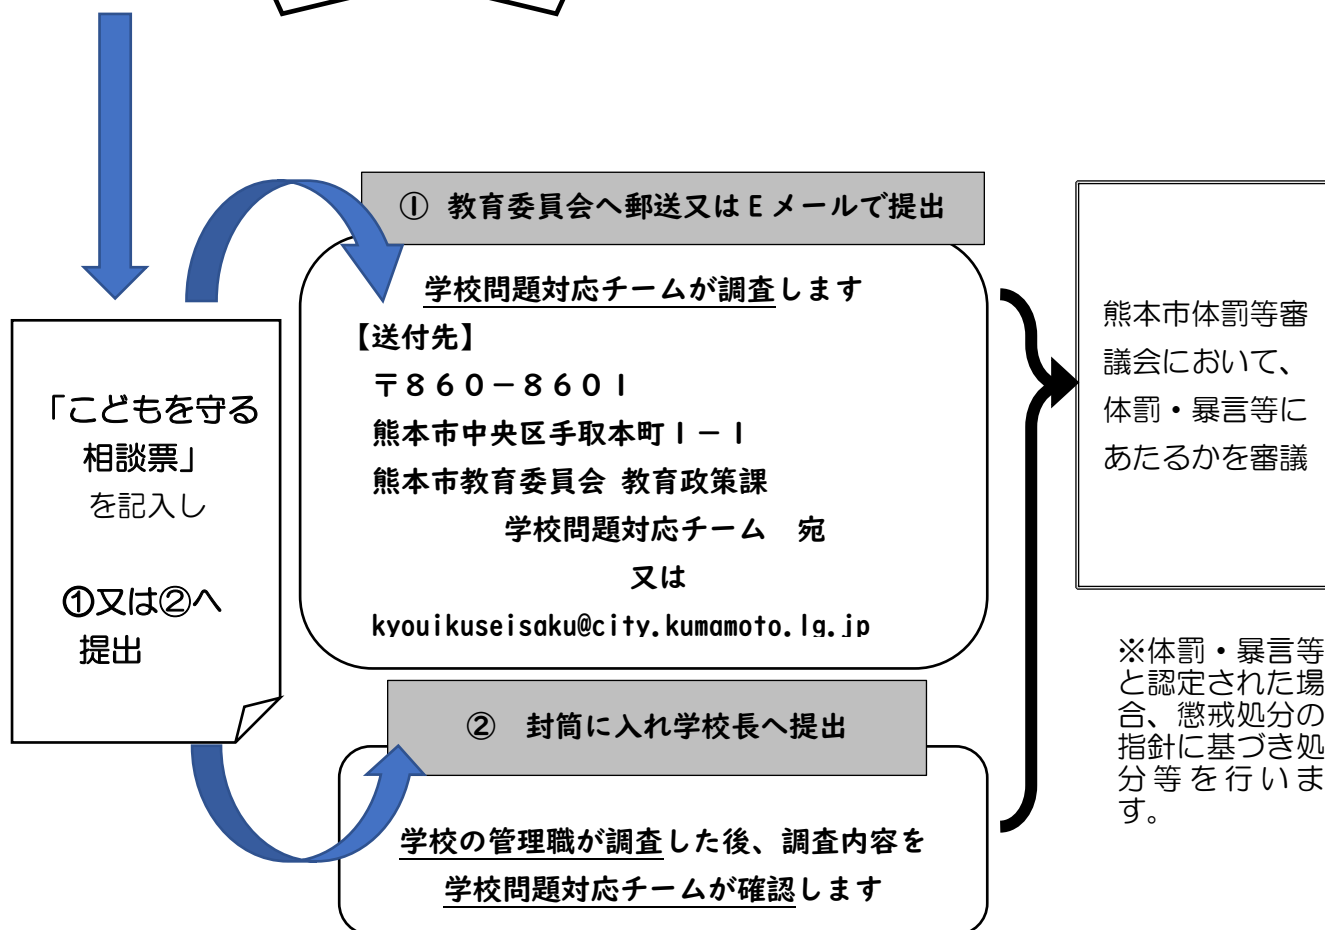 「こどもを守る
相談票」
を記入し
①又は②へ
提出
① 教育委員会へ郵送又はEメールで提出
学校問題対応チームが調査します
【送付先】
〒860-8601
熊本市中央区手取本町1-1
熊本市教育委員会 教育政策課
学校問題対応チーム 宛
又は
kyouikuseisaku@city.kumamoto.lg.jp
② 封筒に入れ学校長へ提出
学校の管理職が調査した後、調査内容を
学校問題対応チームが確認します
熊本市体罰等審
議会において、
体罰・暴言等に
あたるかを審議
※体罰・暴言等
と認定された場
合、懲戒処分の
指針に基づき処
分等を行いま
す。